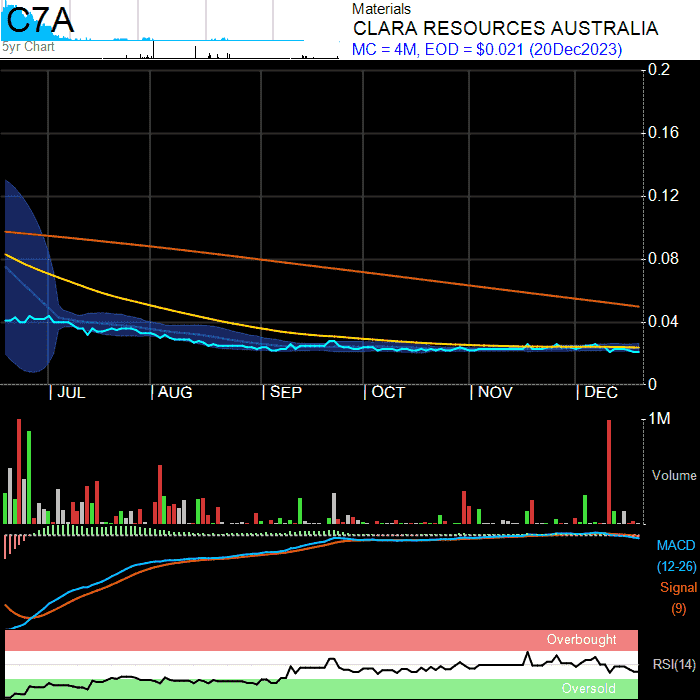 C7A
5yr Chart
Materials
CLARA RESOURCES AUSTRALIA
MC = 4M, EOD = $0.021 (20Dec2023)
0.2
0.16
0.12
0.08
0.04
0
JUL AUG SEP OCT NOV DEC
1M
Volume
MACD
(12-26)
Signal
(9)
Overbought
RSI(14)
Oversold